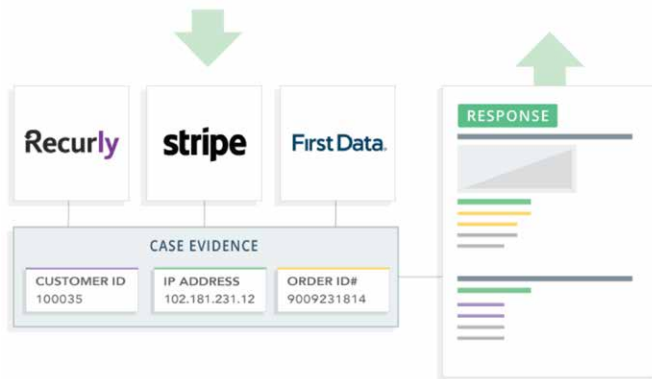 Recurly
stripe
First Data.
RESPONSE
CASE EVIDENCE
CUSTOMER ID
100035
IP ADDRESS
102.181.231.12
ORDER ID#
9009231814